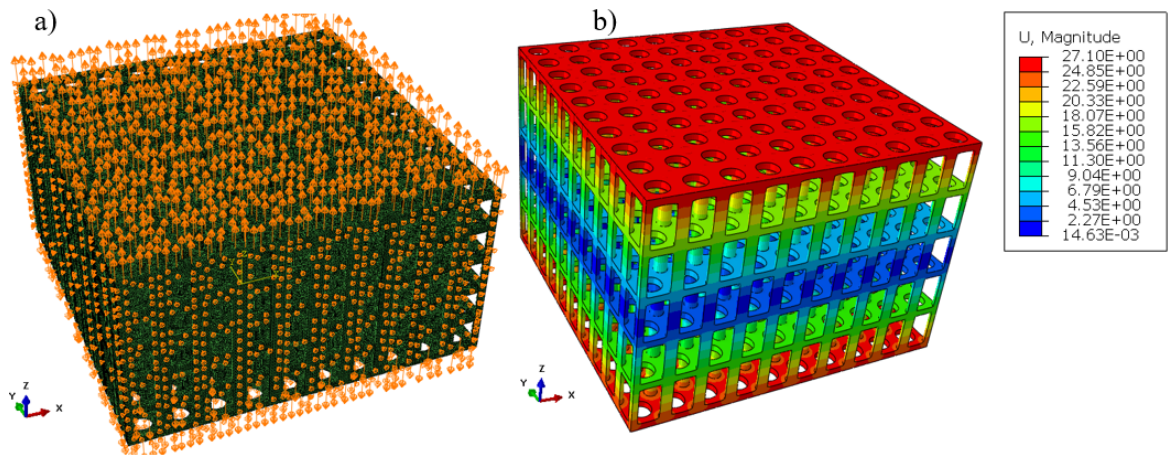 a)
b)
U, Magnitude
27.10E+00
24.85E+00
22.59E+00
20.33E+00
18.07E+00
15.82E+00
13.56E+00
11.30E+00
9.04E+00
6.79E+00
4.53E+00
2.27E+00
14.63E-03
Z
Y
X
Z
Y
X